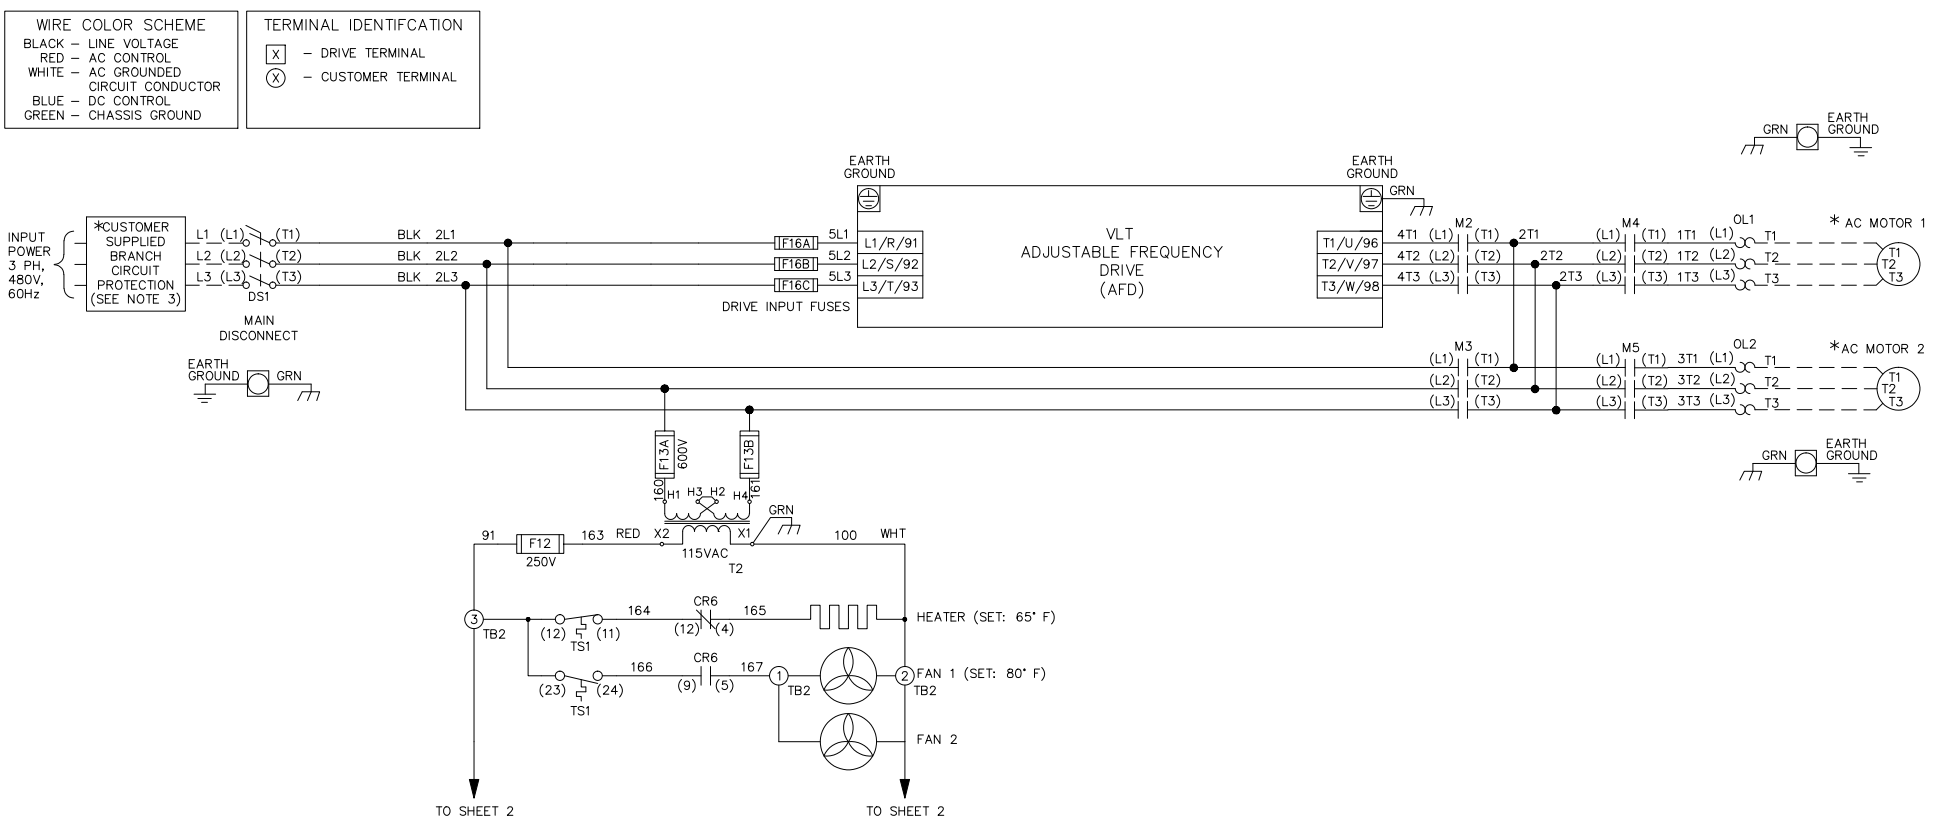 WIRE COLOR SCHEME
BLACK – LINE VOLTAGE
RED – AC CONTROL
WHITE – AC GROUNDED
CIRCUIT CONDUCTOR
BLUE – DC CONTROL
GREEN – CHASSIS GROUND
TERMINAL IDENTIFCATION
X – DRIVE TERMINAL
X – CUSTOMER TERMINAL
EARTH
GRN GROUND
EARTH
GROUND
EARTH
GROUND
GRN
INPUT
POWER
3 PH,
480V,
60Hz
*CUSTOMER
SUPPLIED
BRANCH
CIRCUIT
PROTECTION
(SEE NOTE 3)
L1 (L1) (T1) BLK 2L1 F16A 5L1 L1/R/91
L2 (L2) (T2) BLK 2L2 F16B 5L2 L2/S/92
L3 (L3) (T3) BLK 2L3 F16C 5L3 L3/T/93
DS1
MAIN
DISCONNECT
DRIVE INPUT FUSES
VLT
ADJUSTABLE FREQUENCY
DRIVE
(AFD)
M2 M4 OL1 * AC MOTOR 1
T1/U/96 4T1 (L1) (T1) 2T1 (L1) (T1) 1T1 (L1) T1 T1
T2/V/97 4T2 (L2) (T2) 2T2 (L2) (T2) 1T2 (L2) T2 T2
T3/W/98 4T3 (L3) (T3) 2T3 (L3) (T3) 1T3 (L3) T3 T3
EARTH
GROUND GRN
M3 M5 OL2 *AC MOTOR 2
(L1) (T1) (L1) (T1) 3T1 (L1) T1 T1
(L2) (T2) (L2) (T2) 3T2 (L2) T2 T2
(L3) (T3) (L3) (T3) 3T3 (L3) T3 T3
EARTH
GRN GROUND
F13A 600V F13B
160 H1 H3 H2 H4 161
GRN
91 F12 163 RED X2 X1 100 WHT
250V
115VAC
T2
3 TB2
(12) (11) TS1 164 CR6 (12) (4) 165 HEATER (SET: 65° F)
(23) (24) TS1 166 CR6 (9) (5) 167 1 TB2 2 TB2 FAN 1 (SET: 80° F)
FAN 2
TO SHEET 2
TO SHEET 2